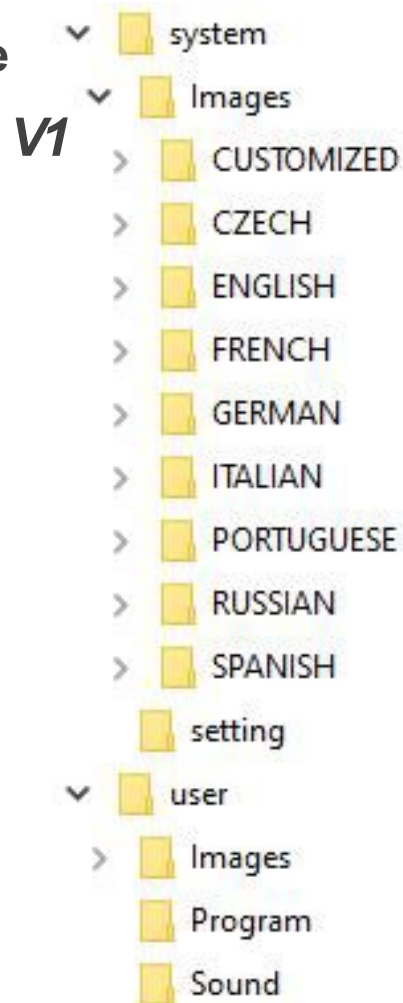 system
Images
V1
CUSTOMIZED
CZECH
ENGLISH
FRENCH
GERMAN
ITALIAN
PORTUGUESE
RUSSIAN
SPANISH
setting
user
Images
Program
Sound